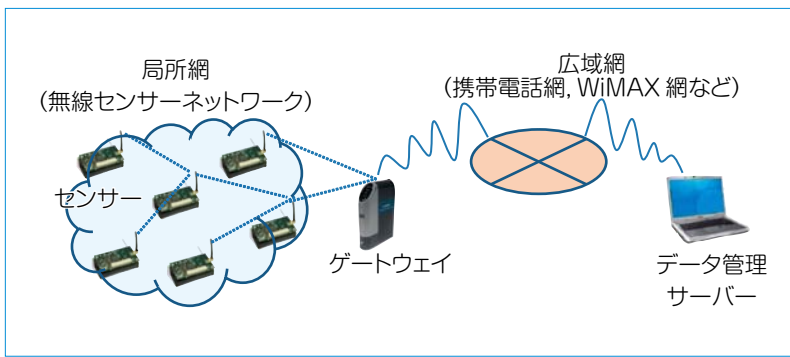 局所網
（無線センサーネットワーク）
広域網
（携帯電話網, WiMAX 網など）
センサー
ゲートウェイ
データ管理
サーバー